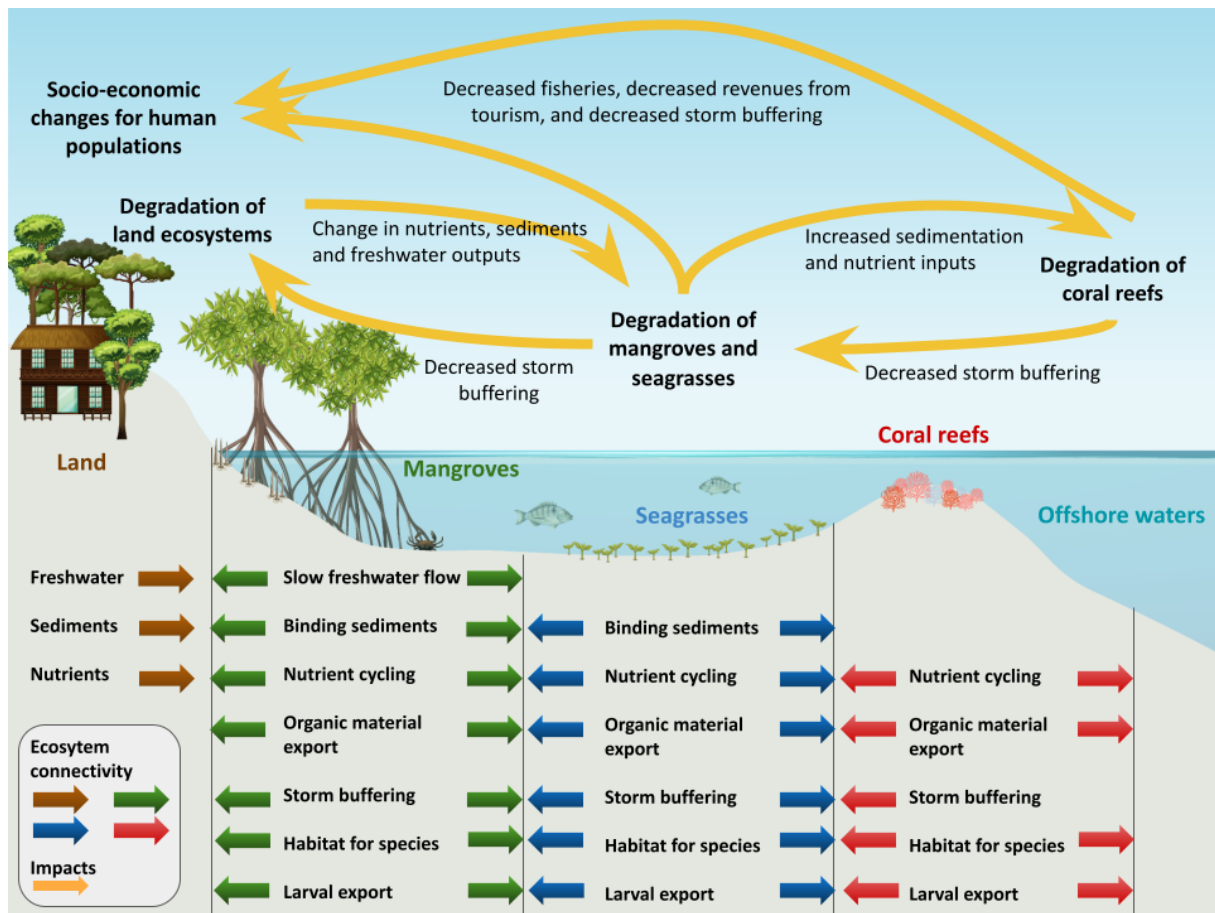 Socio-economic
changes for human
populations
Decreased fisheries, decreased revenues from
tourism, and decreased storm buffering
Degradation of
land ecosystems
Change in nutrients, sediments
and freshwater outputs
Increased sedimentation
and nutrient inputs
Degradation of
coral reefs
Degradation of
mangroves and
seagrasses
Decreased storm
buffering
Decreased storm buffering
Land
Mangroves
Seagrasses
Coral reefs
Offshore waters
Freshwater
Slow freshwater flow
Sediments
Binding sediments
Binding sediments
Nutrients
Nutrient cycling
Nutrient cycling
Nutrient cycling
Organic material
export
Organic material
export
Organic material
export
Storm buffering
Storm buffering
Storm buffering
Habitat for species
Habitat for species
Habitat for species
Larval export
Larval export
Larval export
Ecosytem
connectivity
Impacts